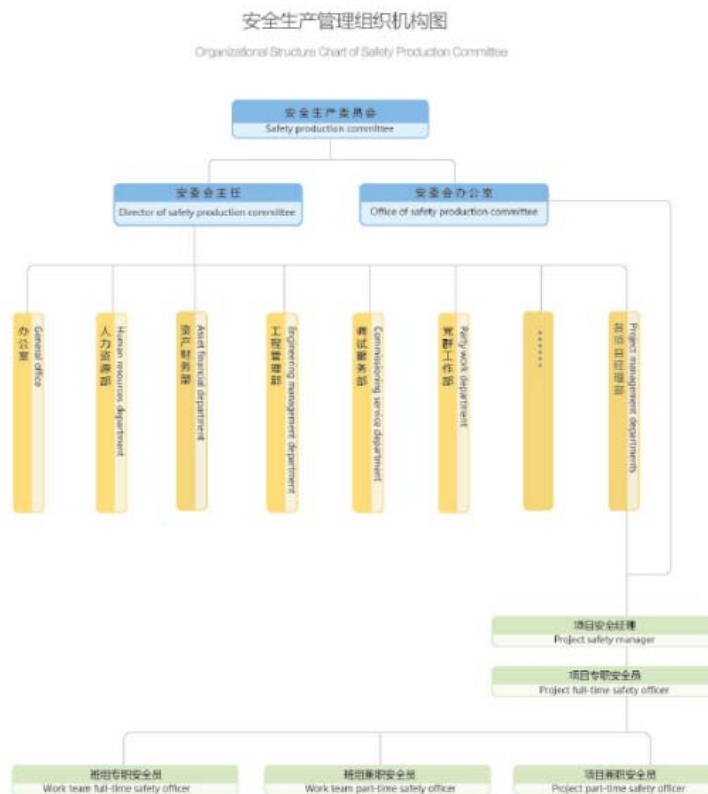 安全生产管理组织机构图
Organizational Structure Chart of Safety Production Committee
安全生产委员会
Safety production committee
安委会主任
Director of safety production committee
安委会办公室
Office of safety production committee
办公室
General office
人力资源部
Human resources department
资产财务部
Asset financial department
工程管理部
Engineering management department
调试服务部
Commissioning service department
党群工作部
Party work department
......
各项目经理部
Project management departments
项目安全经理
Project safety manager
项目专职安全员
Project full-time safety officer
班组专职安全员
Work team full-time safety officer
班组兼职安全员
Work team part-time safety officer
项目兼职安全员
Project part-time safety officer